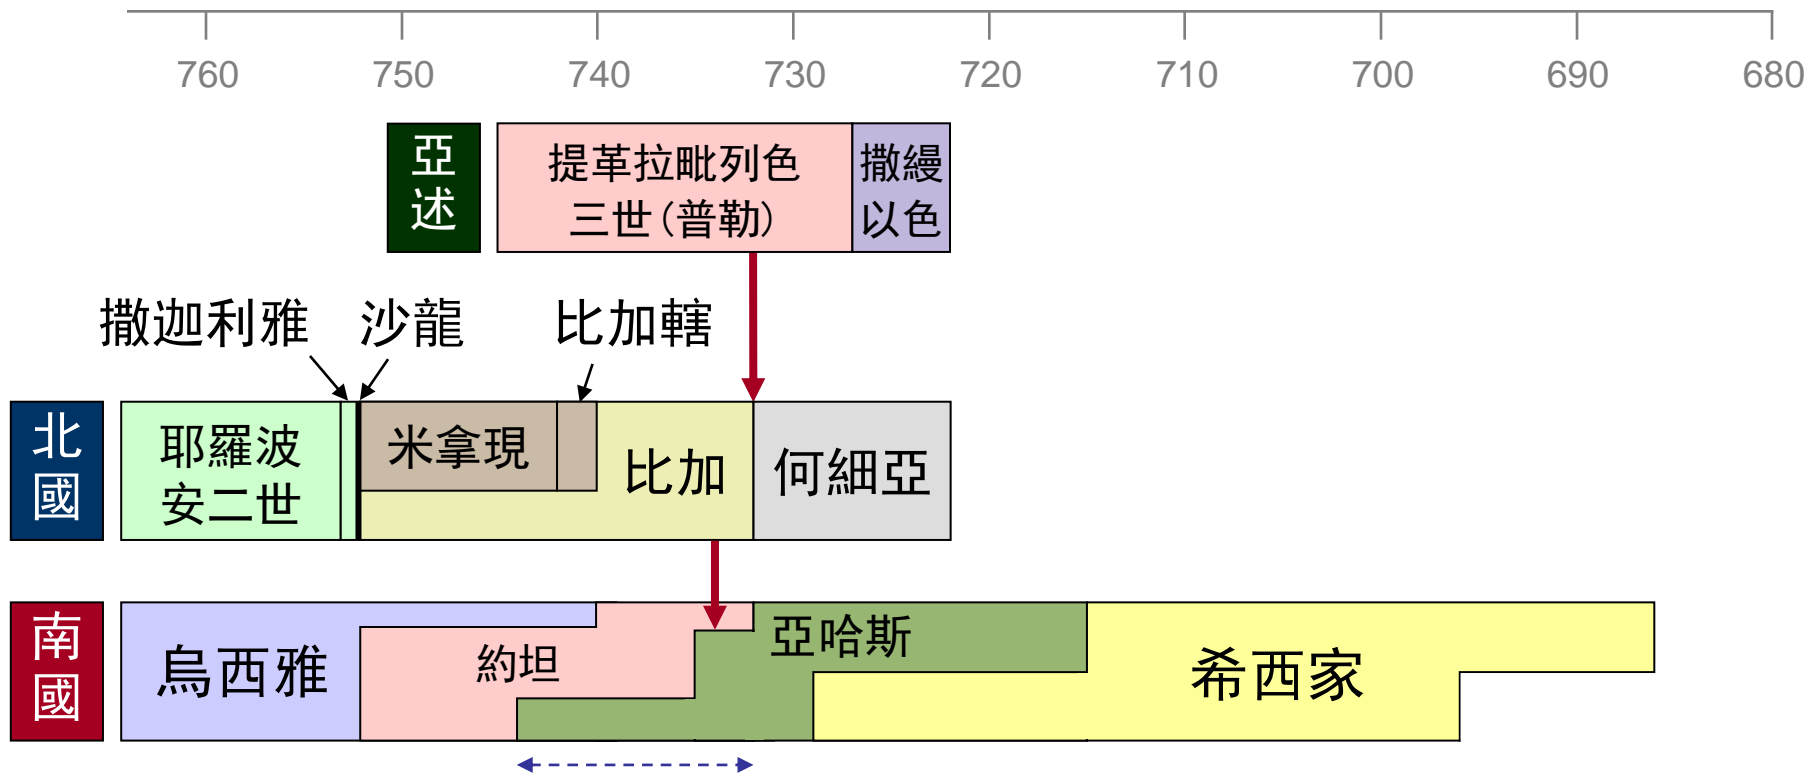 760 750 740 730 720 710 700 690 680
亞述
提革拉毗列色
三世(普勒)
撒縵
以色
撒迦利雅 沙龍 比加轄
北國
耶羅波
安二世
米拿現
比加
何細亞
南國
烏西雅
約坦
亞哈斯
希西家